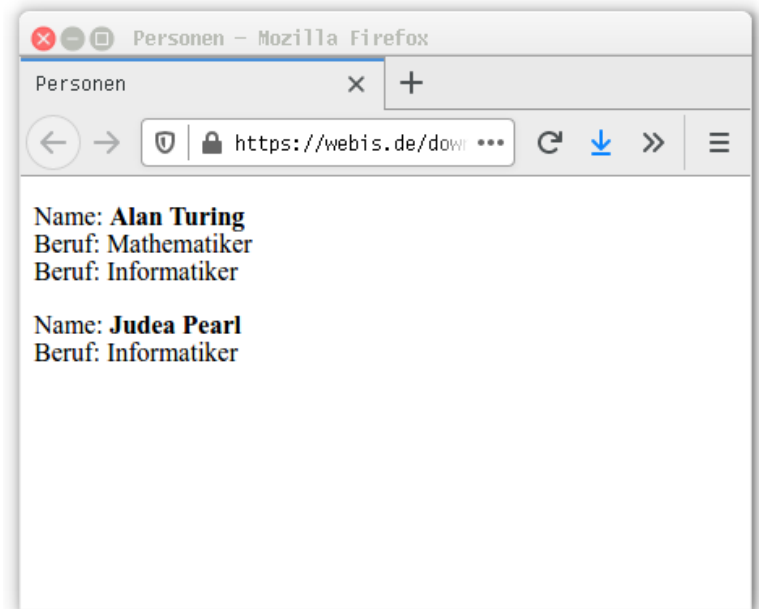 Personen – Mozilla Firefox
Personen
https://webis.de/dow
Name: Alan Turing
Beruf: Mathematiker
Beruf: Informatiker
Name: Judea Pearl
Beruf: Informatiker